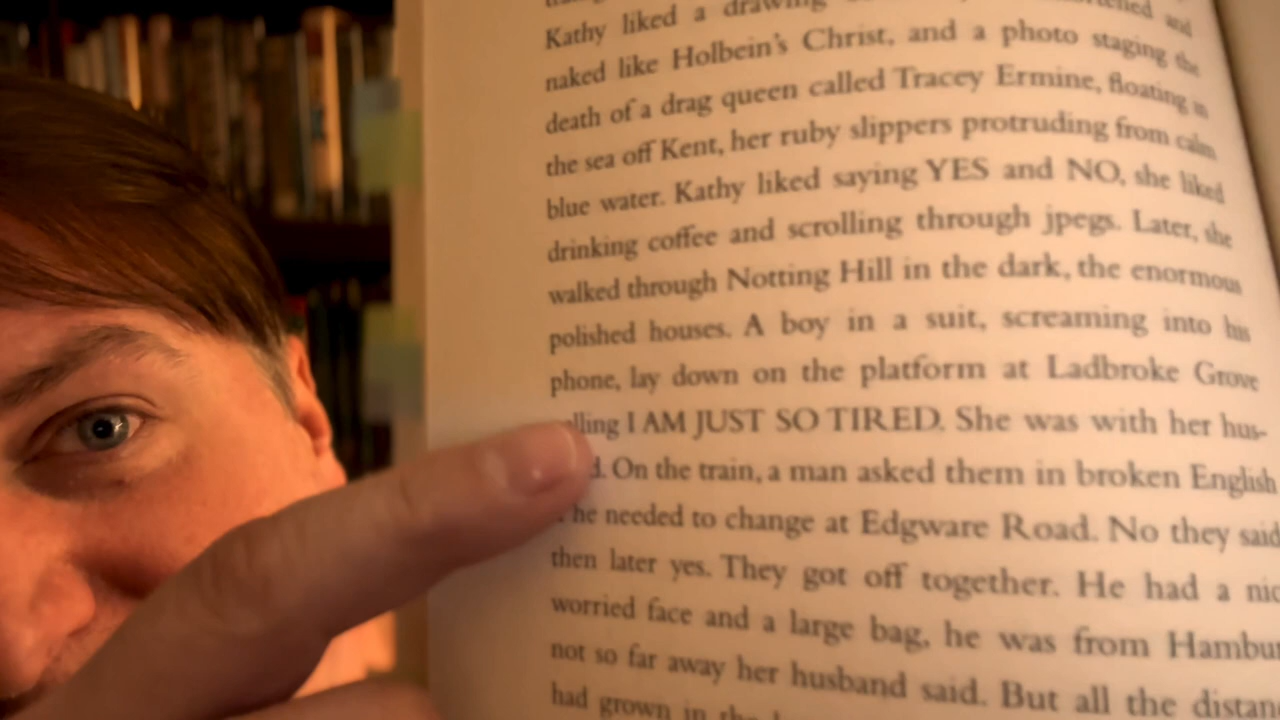 Kathy liked a drawing
naked like Holbein's Christ, and a photo staging the
death of a drag queen called Tracey Ermine, floating in
the sea off Kent, her ruby slippers protruding from calm
blue water. Kathy liked saying YES and NO, she liked
drinking coffee and scrolling through jpegs. Later, she
walked through Notting Hill in the dark, the enormous
polished houses. A boy in a suit, screaming into his
phone, lay down on the platform at Ladbroke Grove
I AM JUST SO TIRED. She was with her hus-
On the train, a man asked them in broken English
he needed to change at Edgware Road. No they said
then later yes. They got off together. He had a
worried face and a large bag, he was from
not so far away her husband said. But all the
had grown in the